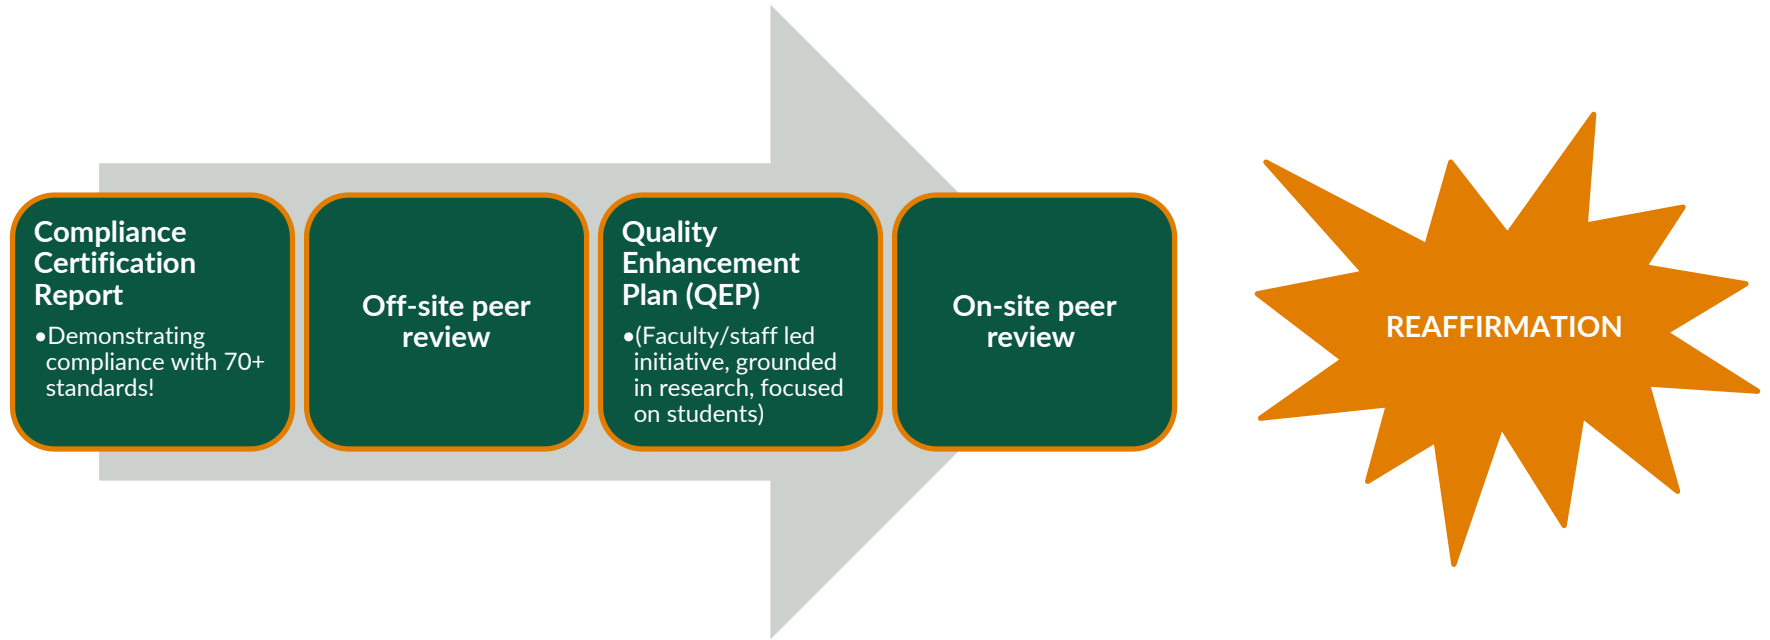 Compliance
Certification
Report
•Demonstrating
compliance with 70+
standards!
Off-site peer
review
Quality
Enhancement
Plan (QEP)
•(Faculty/staff led
initiative, grounded
in research, focused
on students)
On-site peer
review
REAFFIRMATION